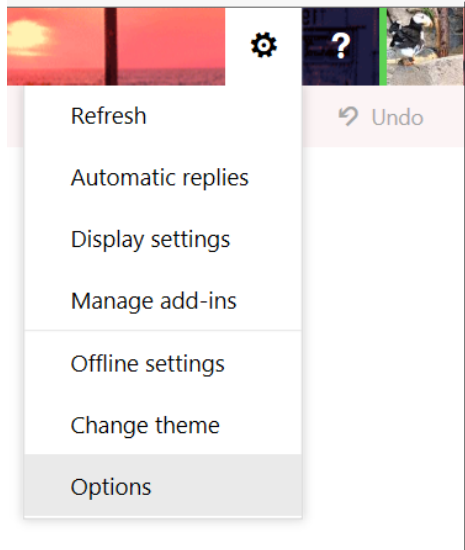 ?
Refresh
Undo
Automatic replies
Display settings
Manage add-ins
Offline settings
Change theme
Options